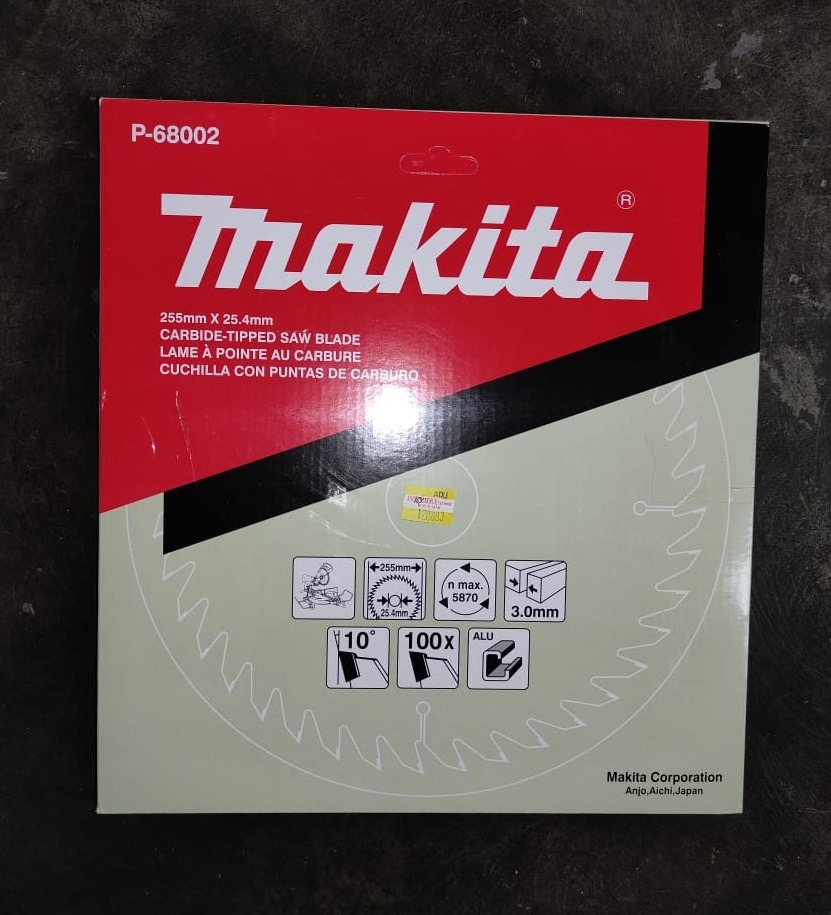 P-68002
makita
®
255mm X 25.4mm
CARBIDE-TIPPED SAW BLADE
LAME À POINTE AU CARBURE
CUCHILLA CON PUNTAS DE CARBURO
ADU
255mm
25.4mm
n max.
5870
3.0mm
10°
100x
ALU
Makita Corporation
Anjo,Aichi,Japan